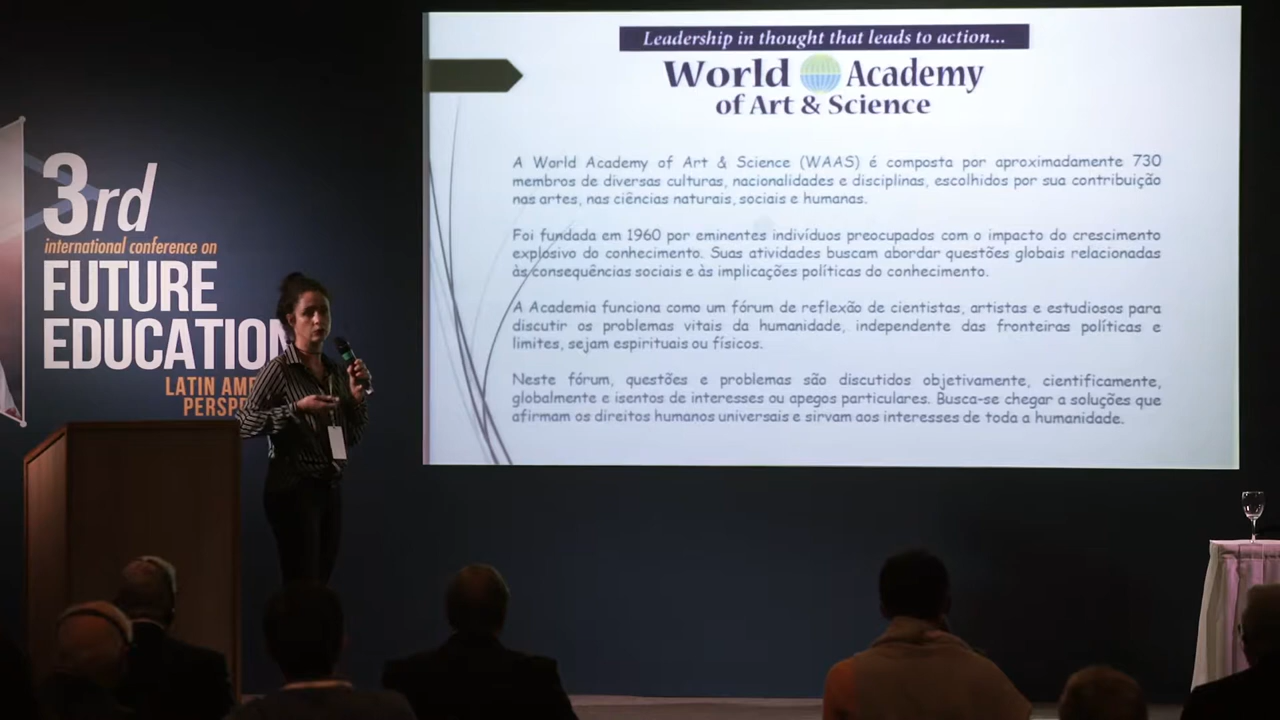 Leadership in thought that leads to action...
World Academy
of Art & Science
A World Academy of Art & Science (WAAS) é composta por aproximadamente 730
membros de diversas culturas, nacionalidades e disciplinas, escolhidos por sua contribuição
nas artes, nas ciências naturais, sociais e humanas.
Foi fundada em 1960 por eminentes indivíduos preocupados com o impacto do crescimento
explosivo do conhecimento. Suas atividades buscam abordar questões globais relacionadas
às consequências sociais e às implicações políticas do conhecimento.
A Academia funciona como um fórum de reflexão de cientistas, artistas e estudiosos para
discutir os problemas vitais da humanidade, independente das fronteiras políticas e
limites, sejam espirituais ou físicos.
Neste fórum, questões e problemas são discutidos objetivamente, cientificamente,
globalmente e isentos de interesses ou apegos particulares. Busca-se chegar a soluções que
afirmam os direitos humanos universais e sirvam aos interesses de toda a humanidade.
3rd
international conference on
FUTURE
EDUCATION
LATIN